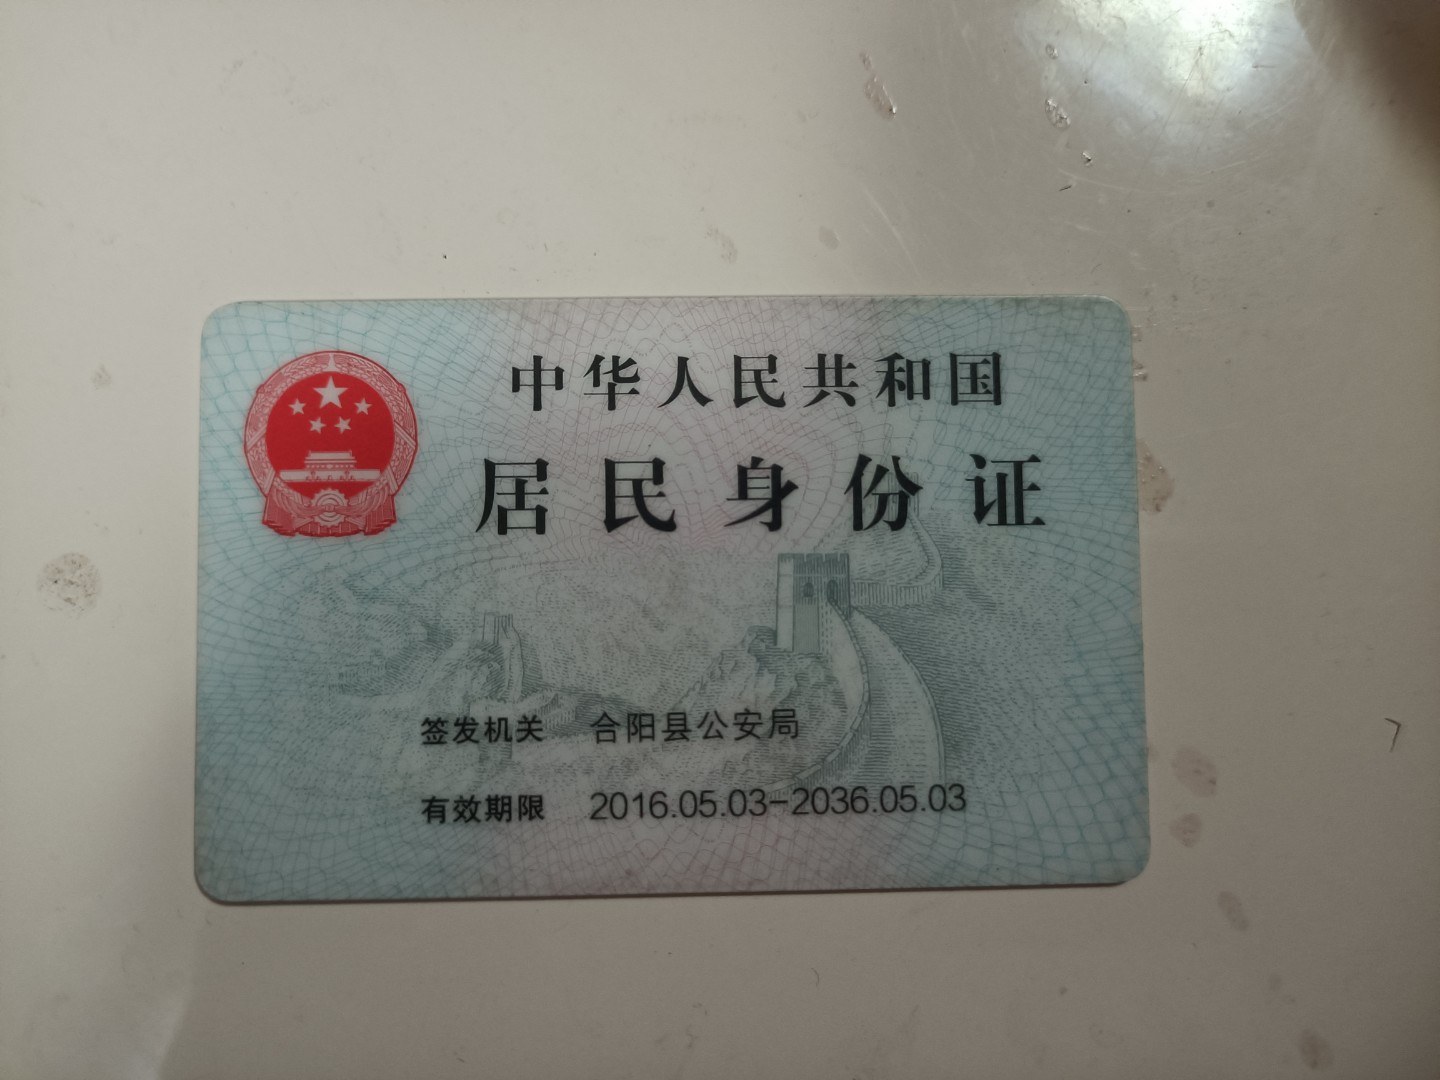 中华人民共和国
居民身份证
签发机关 合阳县公安局
有效期限 2016.05.03-2036.05.03